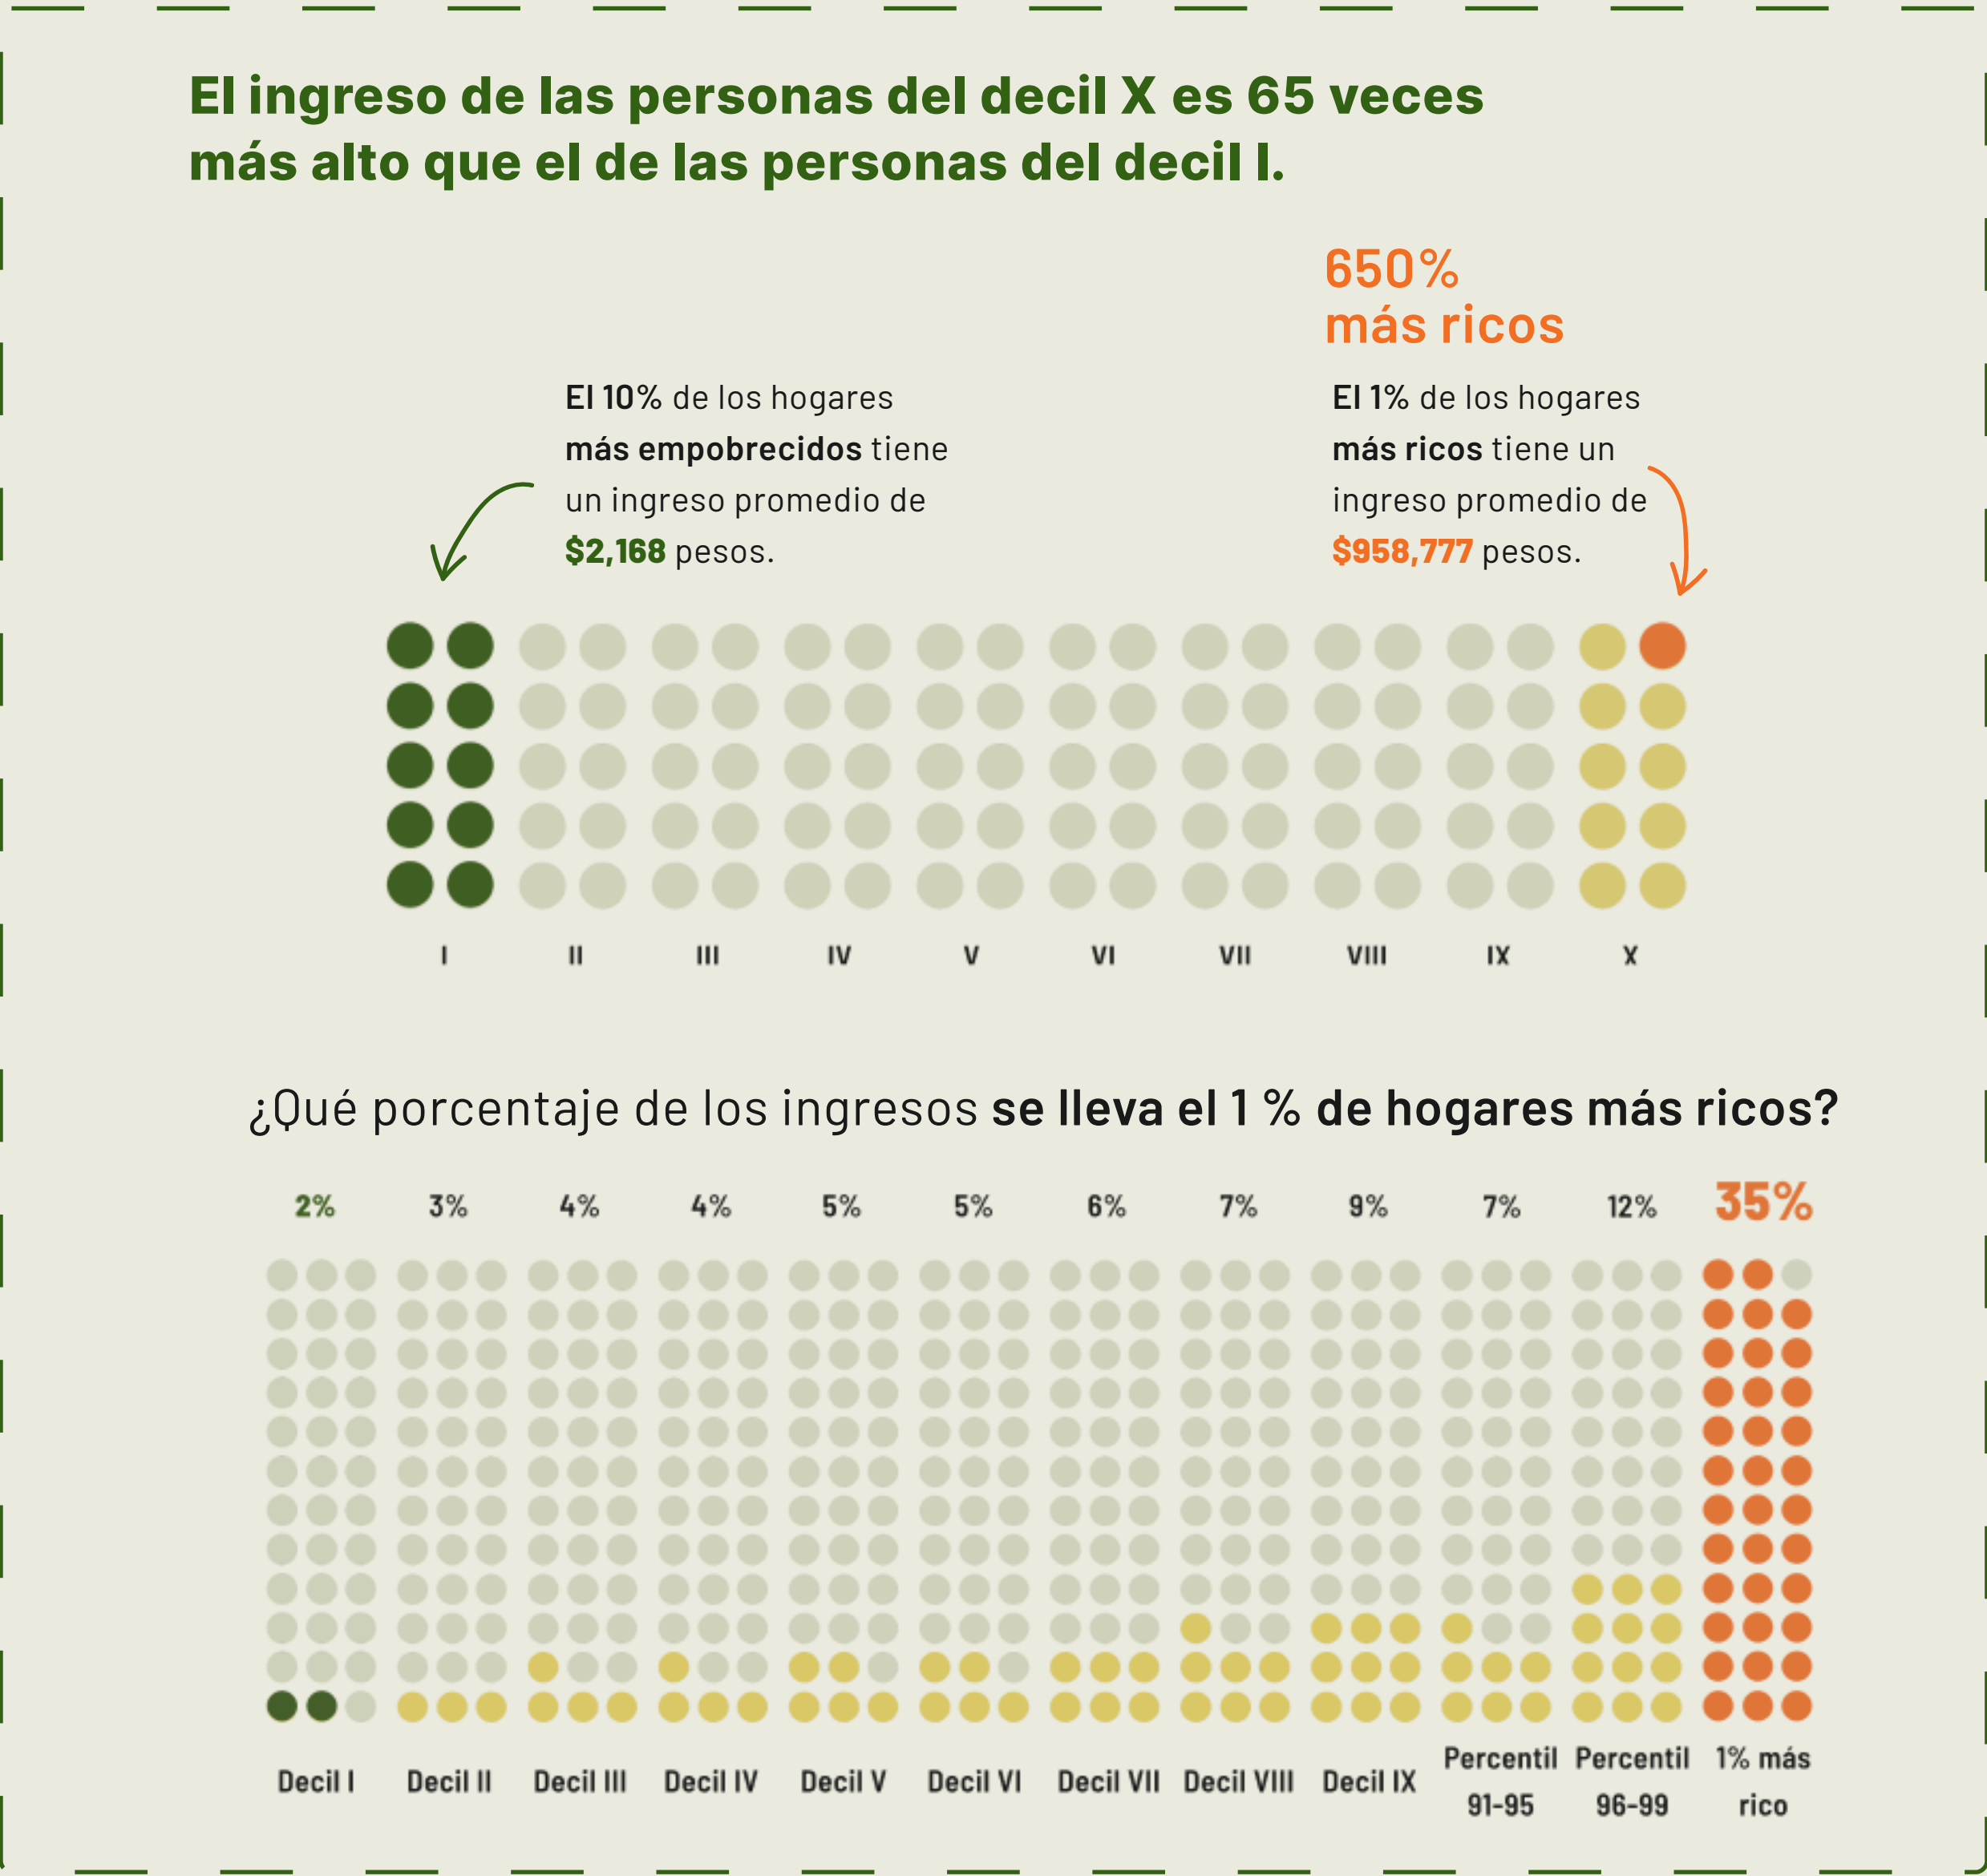 El ingreso de las personas del decil X es 65 veces
más alto que el de las personas del decil I.
650%
más ricos
El 10% de los hogares
más empobrecidos tiene
un ingreso promedio de
$2,168 pesos.
El 1% de los hogares
más ricos tiene un
ingreso promedio de
$958,777 pesos.
I II III IV V VI VII VIII IX X
¿Qué porcentaje de los ingresos se lleva el 1 % de hogares más ricos?
2% 3% 4% 4% 5% 5% 6% 7% 9% 7% 12% 35%
Decil I Decil II Decil III Decil IV Decil V Decil VI Decil VII Decil VIII Decil IX Percentil 91-95 Percentil 96-99 1% más rico